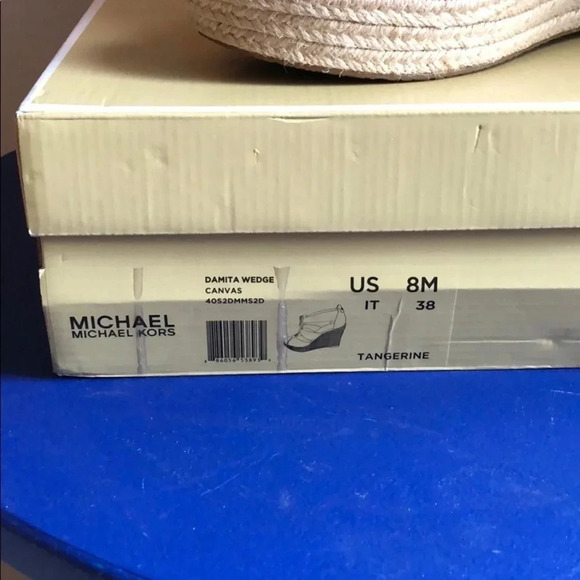 DAMITA WEDGE
CANVAS
40S2DMMS2D
US 8M
IT 38
MICHAEL
MICHAEL KORS
TANGERINE